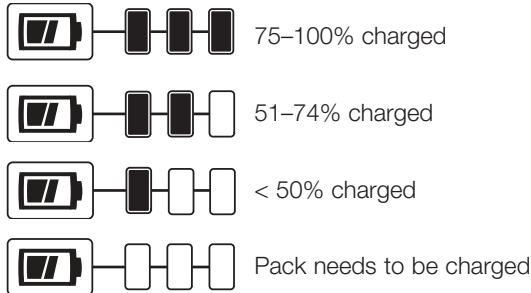 75–100% charged
51–74% charged
< 50% charged
Pack needs to be charged